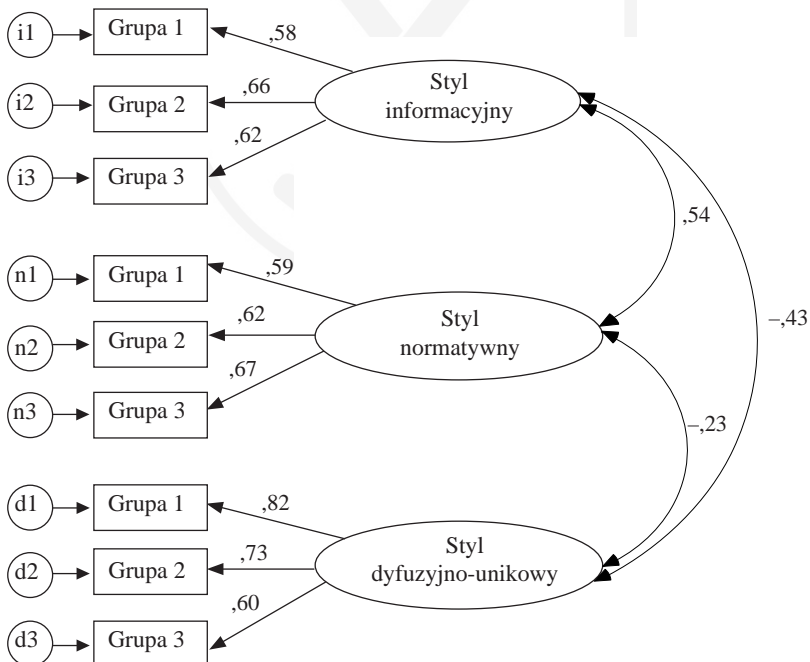 i1
Grupa 1
,58
i2
Grupa 2
,66
Styl
informacyjny
i3
Grupa 3
,62
,54
n1
Grupa 1
,59
n2
Grupa 2
,62
Styl
normatywny
–,43
n3
Grupa 3
,67
–,23
d1
Grupa 1
,82
d2
Grupa 2
,73
Styl
dyfuzyjno-unikowy
d3
Grupa 3
,60